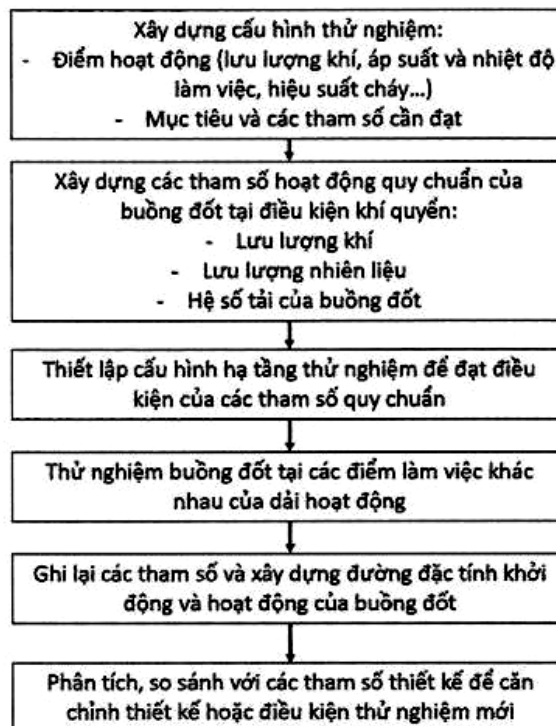 Xây dựng cấu hình thử nghiệm:
- Điểm hoạt động (lưu lượng khí, áp suất và nhiệt độ
làm việc, hiệu suất cháy...)
- Mục tiêu và các tham số cần đạt
Xây dựng các tham số hoạt động quy chuẩn của
buồng đốt tại điều kiện khí quyển:
- Lưu lượng khí
- Lưu lượng nhiên liệu
- Hệ số tải của buồng đốt
Thiết lập cấu hình hạ tầng thử nghiệm để đạt điều
kiện của các tham số quy chuẩn
Thử nghiệm buồng đốt tại các điểm làm việc khác
nhau của dải hoạt động
Ghi lại các tham số và xây dựng đường đặc tính khởi
động và hoạt động của buồng đốt
Phân tích, so sánh với các tham số thiết kế để căn
chỉnh thiết kế hoặc điều kiện thử nghiệm mới